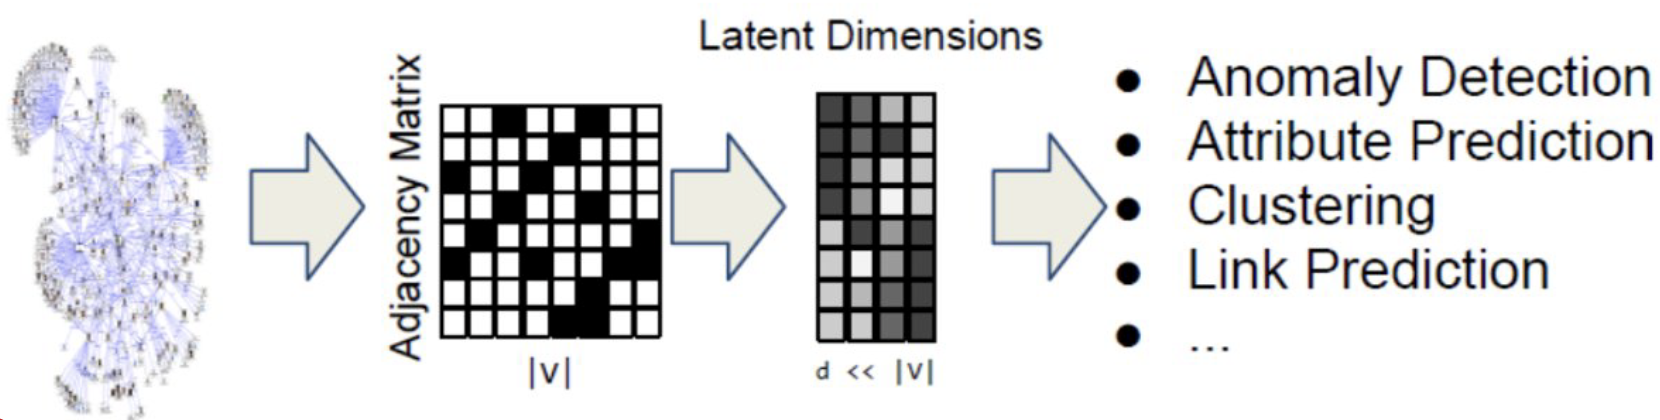 Latent Dimensions
Adjacency Matrix
|V|
d << |V|
● Anomaly Detection
● Attribute Prediction
● Clustering
● Link Prediction
● ...